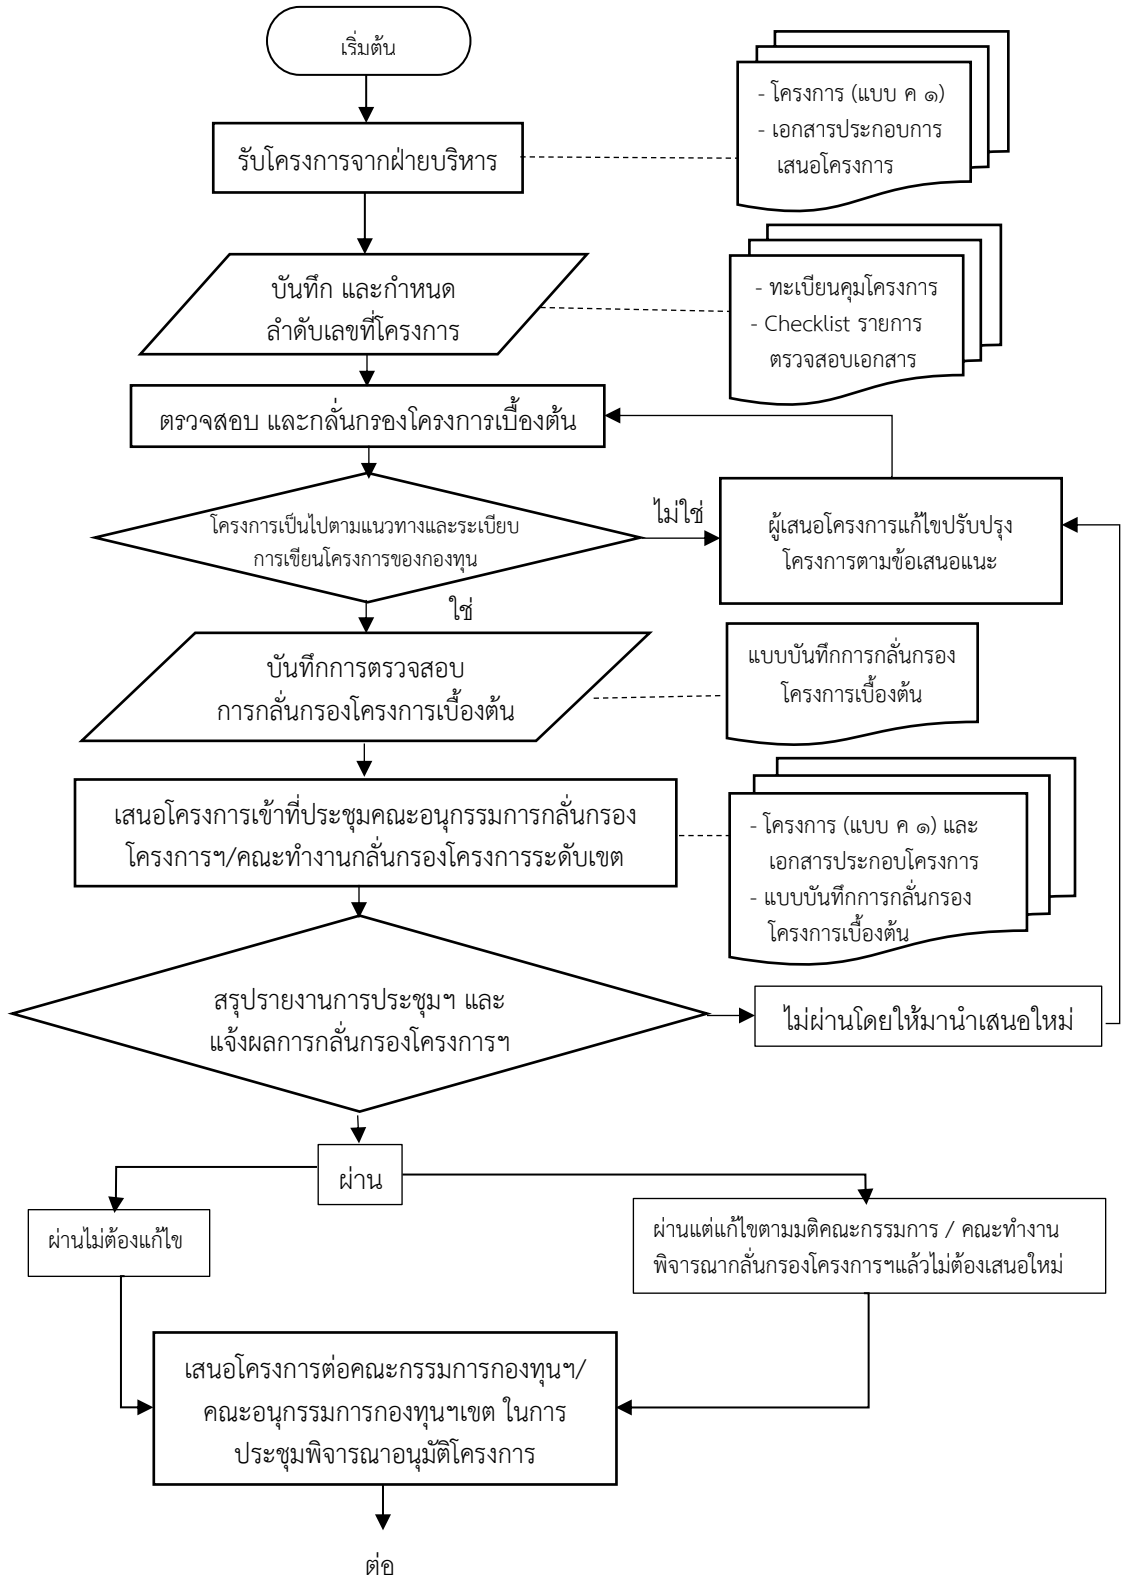 เริ่มต้น
- โครงการ (แบบ ค ๑)
- เอกสารประกอบการ
เสนอโครงการ
รับโครงการจากฝ่ายบริหาร
บันทึก และกำหนด
ลำดับเลขที่โครงการ
- ทะเบียนคุมโครงการ
- Checklist รายการ
ตรวจสอบเอกสาร
ตรวจสอบ และกลั่นกรองโครงการเบื้องต้น
โครงการเป็นไปตามแนวทางและระเบียบ
การเขียนโครงการของกองทุน
ไม่ใช่
ผู้เสนอโครงการแก้ไขปรับปรุง
โครงการตามข้อเสนอแนะ
ใช่
บันทึกการตรวจสอบ
การกลั่นกรองโครงการเบื้องต้น
แบบบันทึกการกลั่นกรอง
โครงการเบื้องต้น
เสนอโครงการเข้าที่ประชุมคณะอนุกรรมการกลั่นกรอง
โครงการฯ/คณะทำงานกลั่นกรองโครงการระดับเขต
- โครงการ (แบบ ค ๑) และ
เอกสารประกอบโครงการ
- แบบบันทึกการกลั่นกรอง
โครงการเบื้องต้น
สรุปรายงานการประชุมฯ และ
แจ้งผลการกลั่นกรองโครงการฯ
ไม่ผ่านโดยให้มานำเสนอใหม่
ผ่าน
ผ่านไม่ต้องแก้ไข
ผ่านแต่แก้ไขตามมติคณะกรรมการ / คณะทำงาน
พิจารณากลั่นกรองโครงการฯแล้วไม่ต้องเสนอใหม่
เสนอโครงการต่อคณะกรรมการกองทุนฯ/
คณะอนุกรรมการกองทุนฯเขต ในการ
ประชุมพิจารณาอนุมัติโครงการ
ต่อ